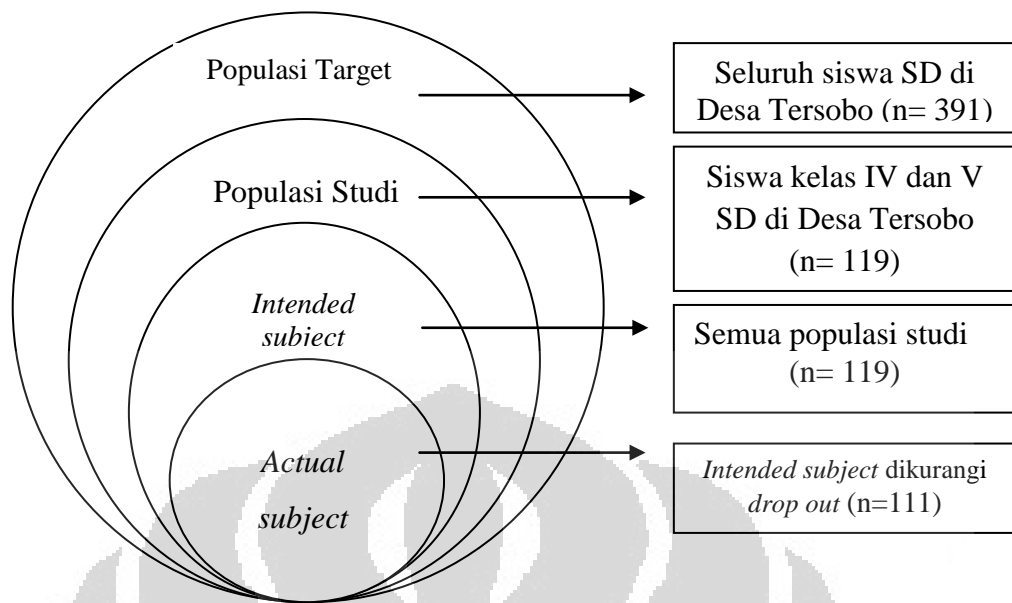 Populasi Target
Seluruh siswa SD di
Desa Tersobo (n= 391)
Populasi Studi
Siswa kelas IV dan V
SD di Desa Tersobo
(n= 119)
Intended
subject
Semua populasi studi
(n= 119)
Actual
subject
Intended subject dikurangi
drop out (n=111)